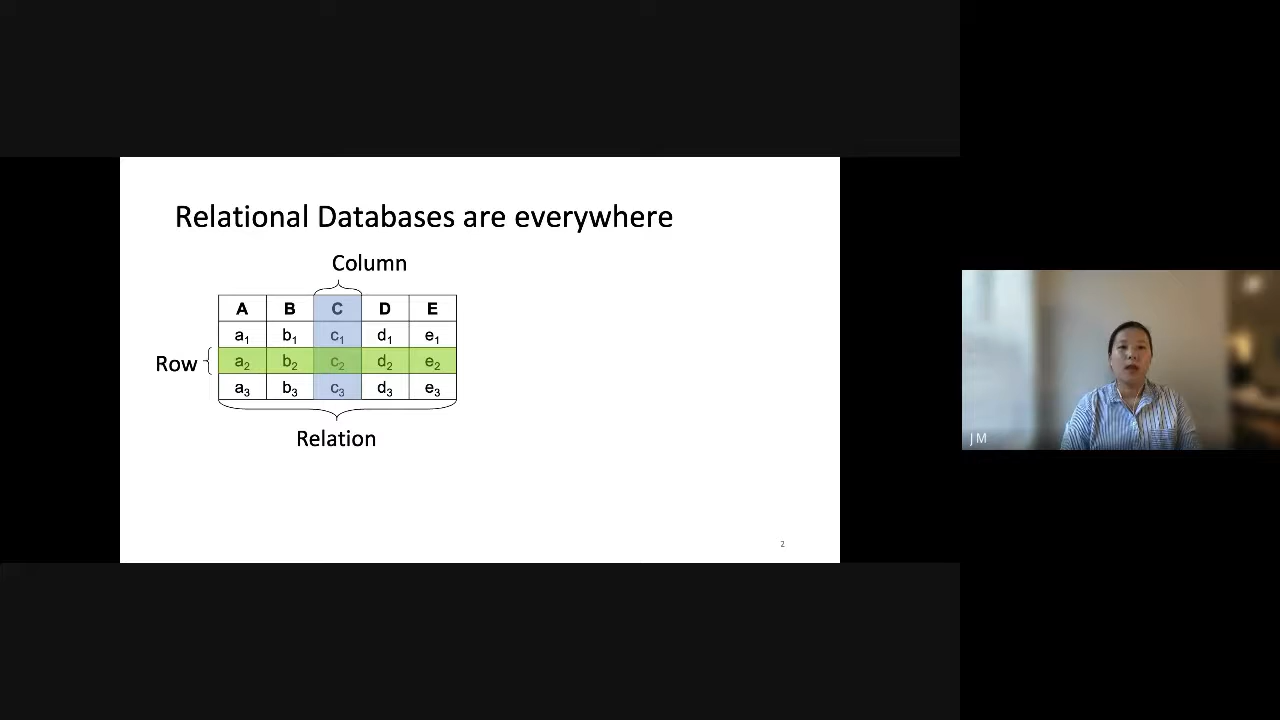 Relational Databases are everywhere
Column
A B C D E
a₁ b₁ c₁ d₁ e₁
Row
a₂ b₂ c₂ d₂ e₂
a₃ b₃ c₃ d₃ e₃
Relation
J M
2